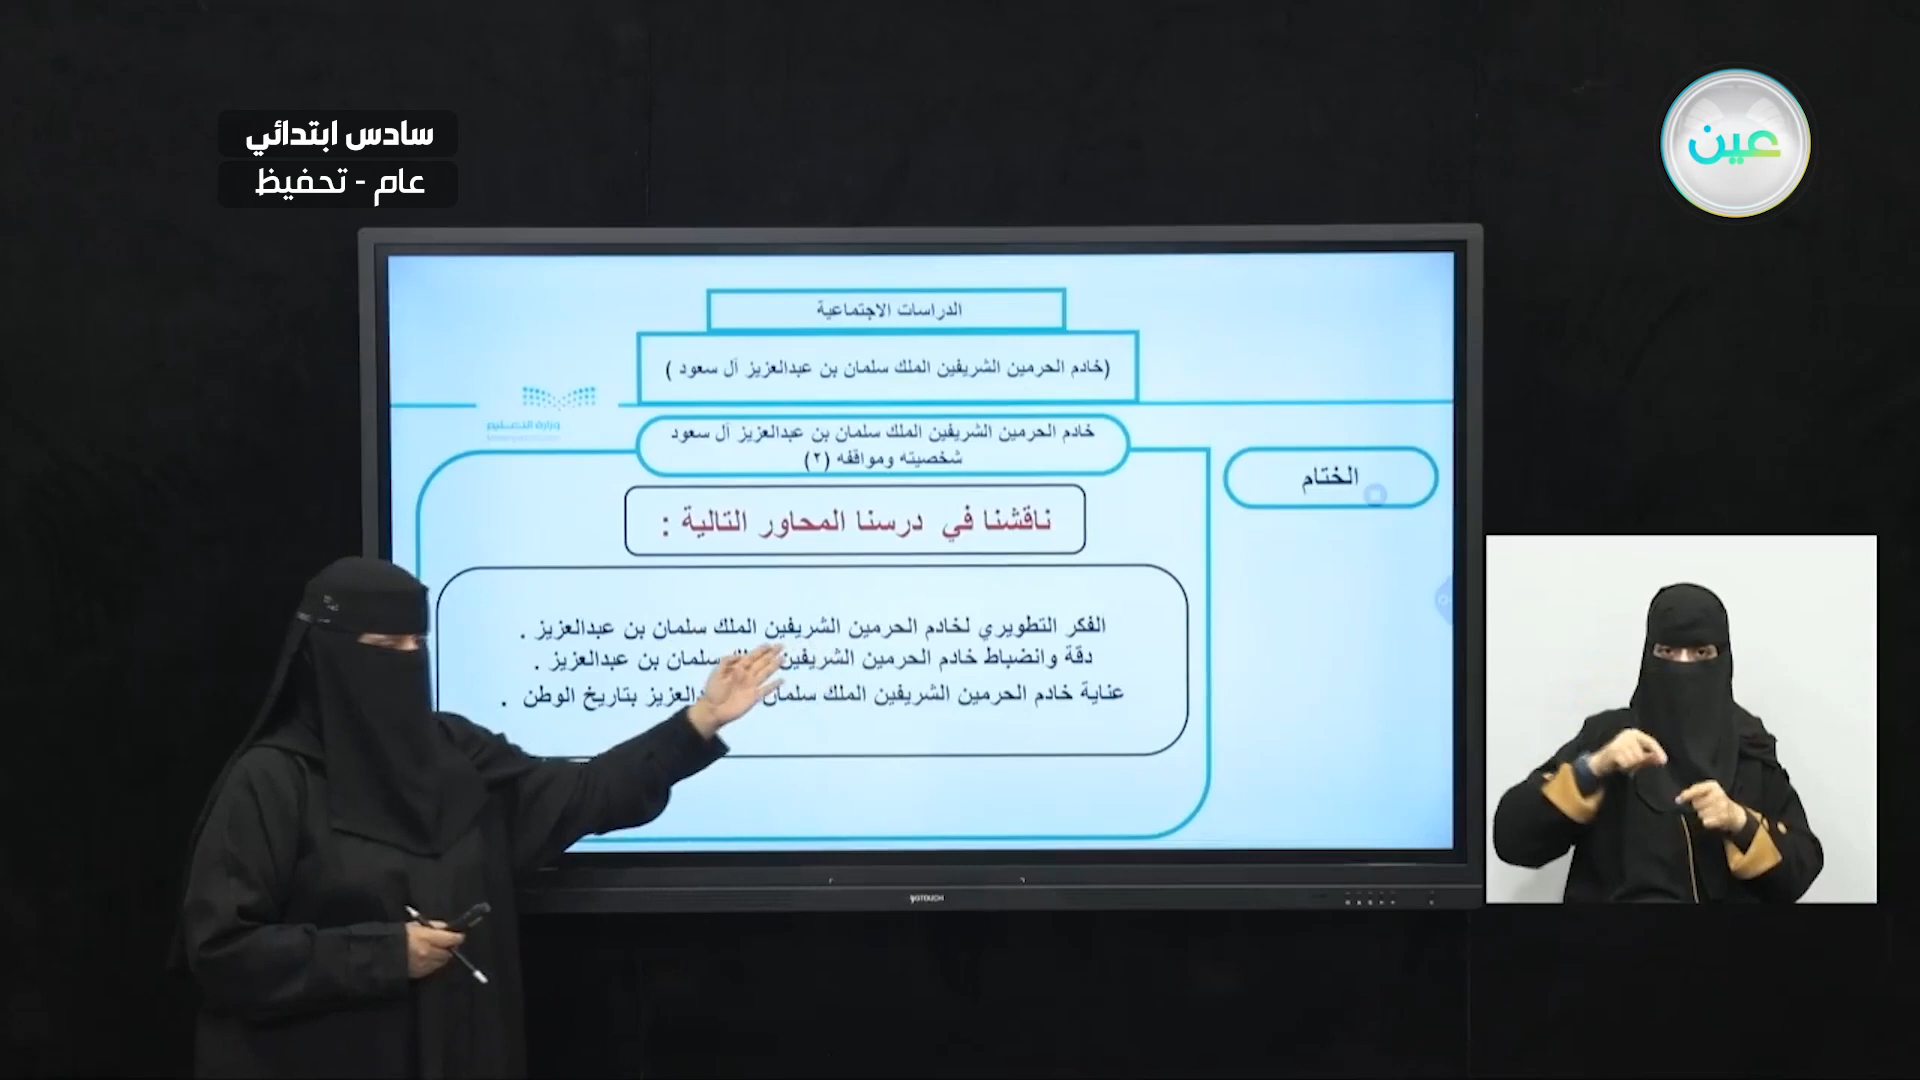 سادس ابتدائي
عام - تحفيظ
عين
الدراسات الاجتماعية
(خادم الحرمين الشريفين الملك سلمان بن عبدالعزيز آل سعود )
وزارة التعليم
خادم الحرمين الشريفين الملك سلمان بن عبدالعزيز آل سعود
شخصيته ومواقفه (٢)
الختام
ناقشنا في درسنا المحاور التالية :
الفكر التطويري لخادم الحرمين الشريفين الملك سلمان بن عبدالعزيز .
دقة وانضباط خادم الحرمين الشريفين سلمان بن عبدالعزيز .
عناية خادم الحرمين الشريفين الملك سلمان بتاريخ الوطن .